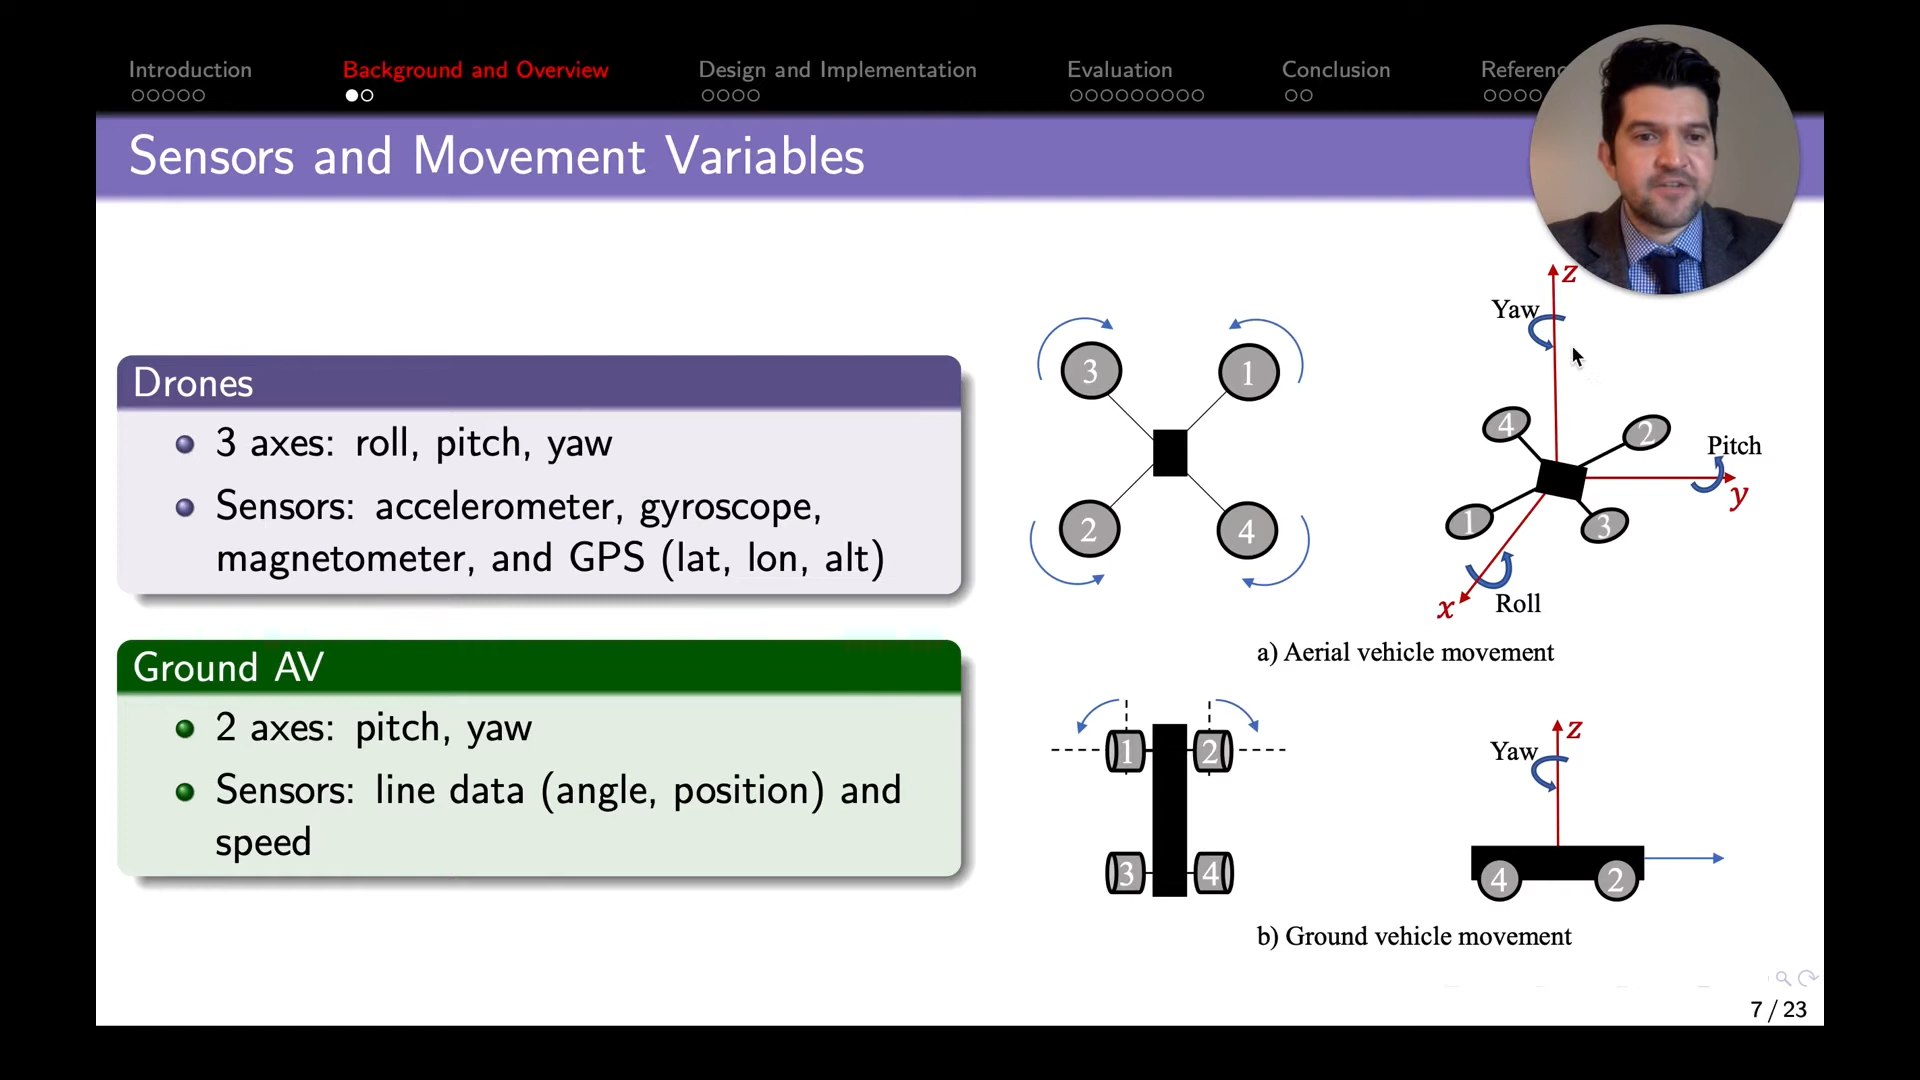 Introduction
Background and Overview
Design and Implementation
Evaluation
Conclusion
Sensors and Movement Variables
Drones
3 axes: roll, pitch, yaw
Sensors: accelerometer, gyroscope,
magnetometer, and GPS (lat, lon, alt)
Ground AV
2 axes: pitch, yaw
Sensors: line data (angle, position) and
speed
3
1
2
4
z
Yaw
4
2
Pitch
y
1
3
x
Roll
a) Aerial vehicle movement
1
2
3
4
z
Yaw
4
2
b) Ground vehicle movement
7 / 23